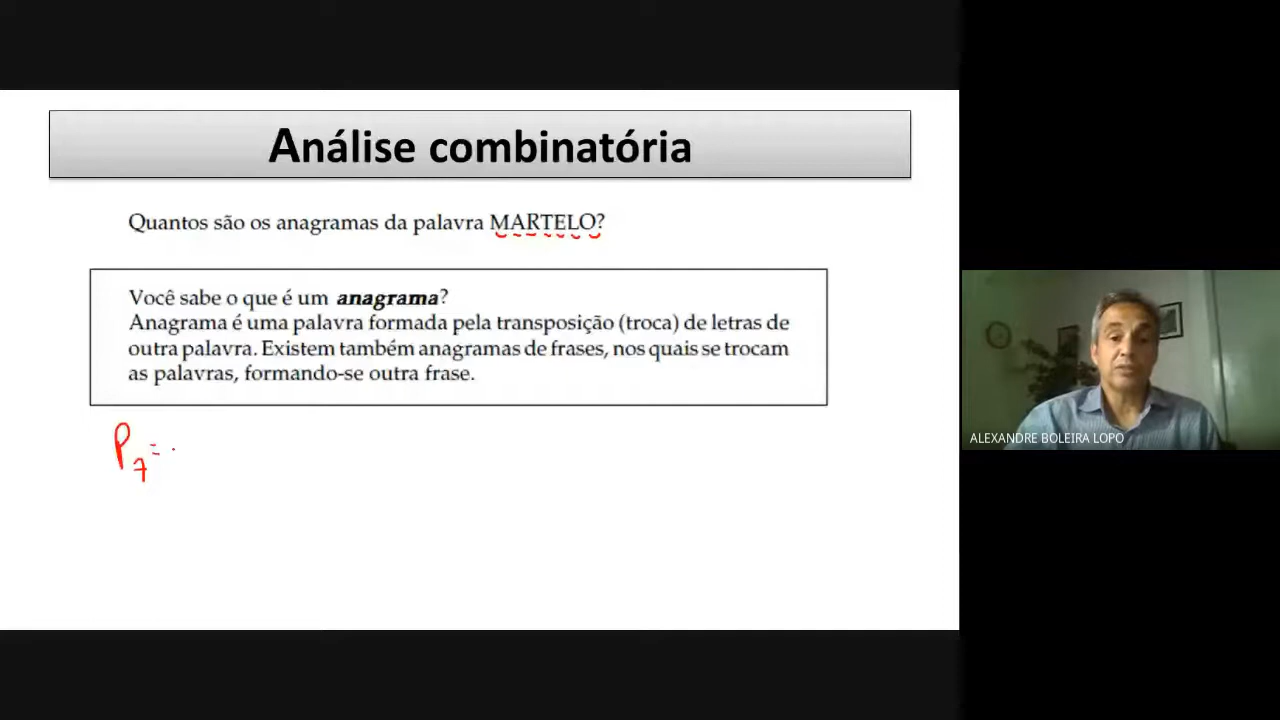 Análise combinatória
Quantos são os anagramas da palavra MARTELO?
Você sabe o que é um anagrama?
Anagrama é uma palavra formada pela transposição (troca) de letras de
outra palavra. Existem também anagramas de frases, nos quais se trocam
as palavras, formando-se outra frase.
P7=
ALEXANDRE BOLEIRA LOPO